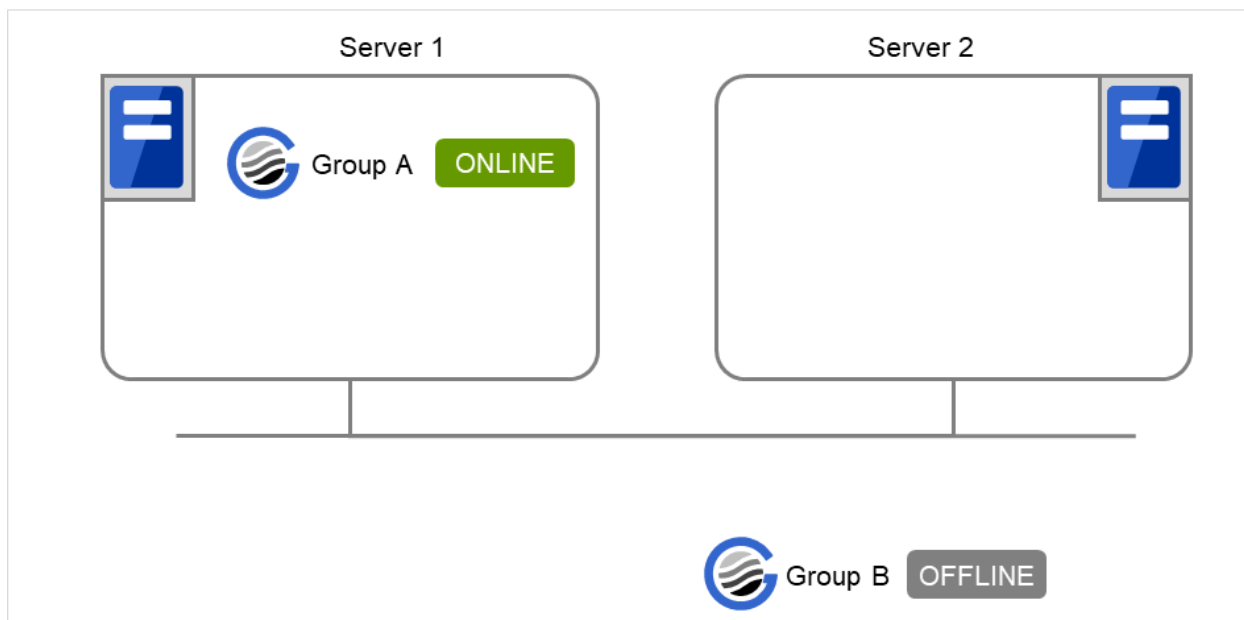 Server 1
Server 2
Group A
ONLINE
Group B
OFFLINE